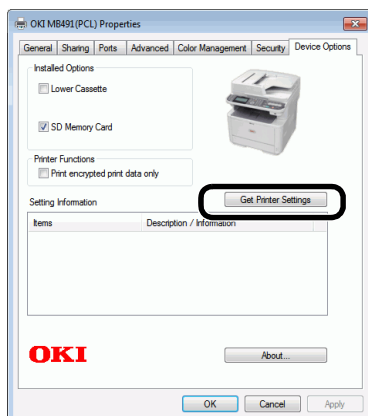 OKI MB491(PCL) Properties
General Sharing Ports Advanced Color Management Security Device Options
Installed Options
Lower Cassette
SD Memory Card
Printer Functions
Print encrypted print data only
Setting Information
Get Printer Settings
Items Description / Information
OKI
About...
OK Cancel Apply